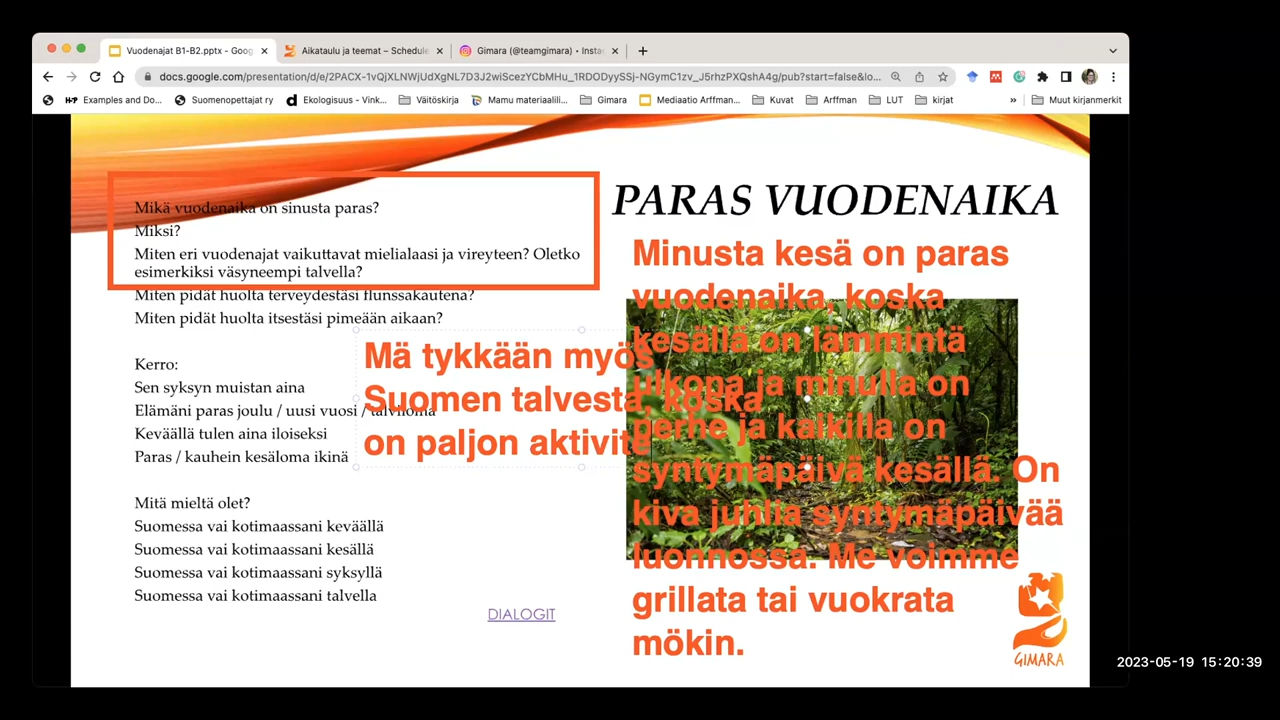 Vuodenajat B1-B2.pptx - Goog
Aikataulu ja teemat – Schedule
Gimara (@teamgimara) • Insta
docs.google.com/presentation/d/e/2PACX-1vQjXLNWjUdXgNL7D3J2wiScezYCbMHu_1RDODyySSj-NGymC1zv_J5rhzPXQshA4g/pub?start=false&lo...
Examples and Do...
Suomenopettajat ry
Ekologisuus - Vink...
Väitöskirja
Mamu materiaalili...
Gimara
Mediaatio Arffman...
Kuvat
Arffman
LUT
kirjat
»
Muut kirjanmerkit
PARAS VUODENAIKA
Mikä vuodenaika on sinusta paras?
Miksi?
Miten eri vuodenajat vaikuttavat mielialaasi ja vireyteen? Oletko
esimerkiksi väsyneempi talvella?
Miten pidät huolta terveydestäsi flunssakautena?
Miten pidät huolta itsestäsi pimeään aikaan?
Kerro:
Sen syksyn muistan aina
Elämäni paras joulu / uusi vuosi / talviloma
Keväällä tulen aina iloiseksi
Paras / kauhein kesäloma ikinä
Mitä mieltä olet?
Suomessa vai kotimaassani keväällä
Suomessa vai kotimaassani kesällä
Suomessa vai kotimaassani syksyllä
Suomessa vai kotimaassani talvella
DIALOGIT
Mä tykkään myös
Suomen talvesta, koska
on paljon aktivite
Minusta kesä on paras
vuodenaika, koska
kesällä on lämmintä
ulkona ja minulla on
perhe ja kaikilla on
syntymäpäivä kesällä. On
kiva juhlia syntymäpäivää
luonnossa. Me voimme
grillata tai vuokrata
mökin.
GIMARA
2023-05-19 15:20:39